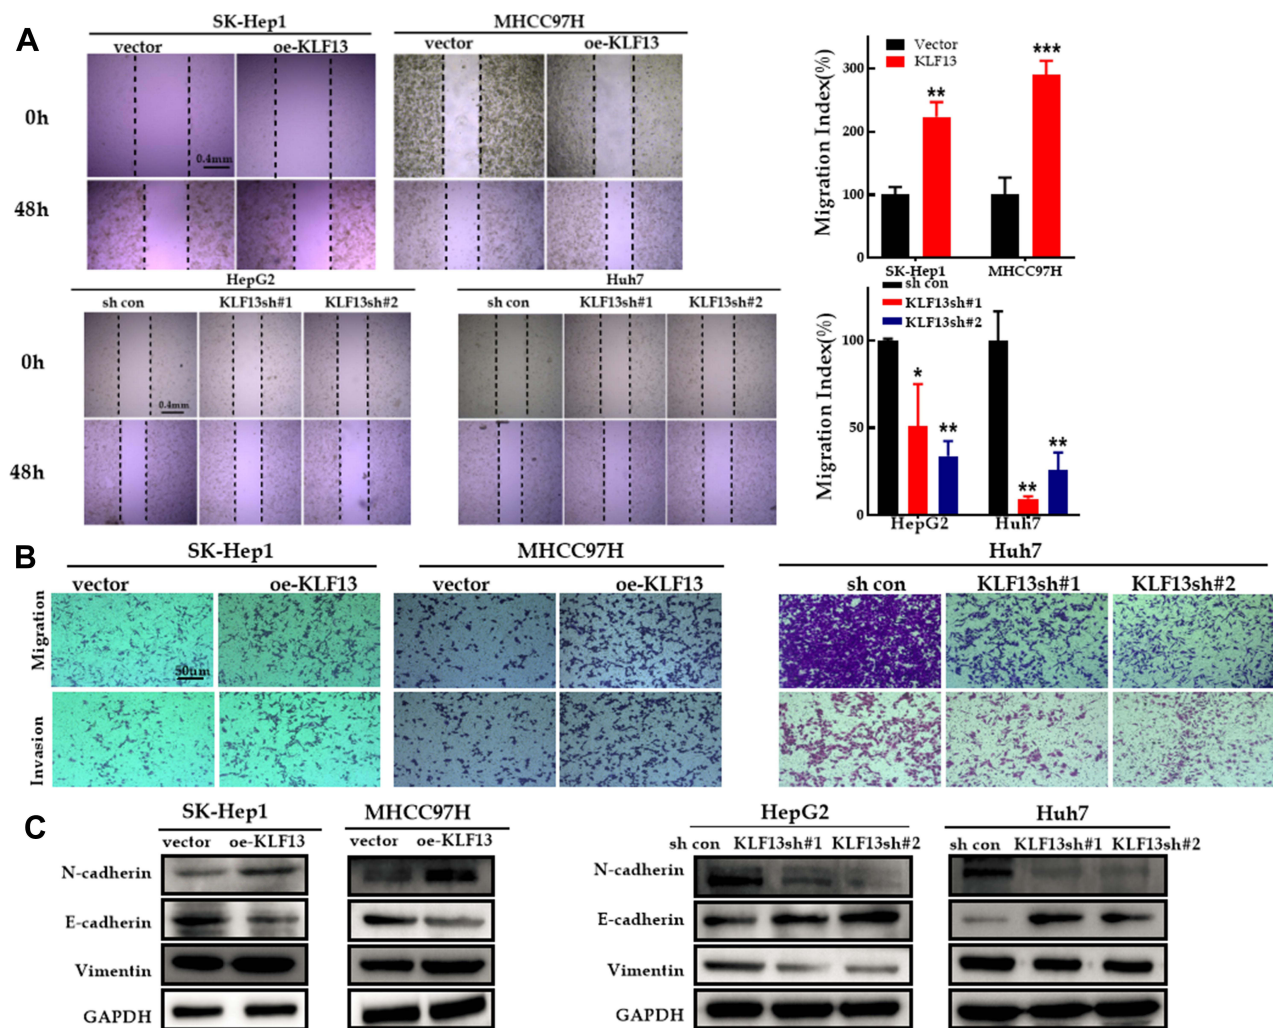 A
SK-Hep1
MHCC97H
vector
oe-KLF13
vector
oe-KLF13
0h
0.4mm
48h
HepG2
Huh7
sh con
KLF13sh#1
KLF13sh#2
sh con
KLF13sh#1
KLF13sh#2
0h
0.4mm
48h
Vector
KLF13
Migration Index(%)
300
200
100
0
**
***
SK-Hep1
MHCC97H
sh con
KLF13sh#1
KLF13sh#2
Migration Index(%)
100
50
0
*
**
**
**
HepG2
Huh7
B
SK-Hep1
MHCC97H
Huh7
vector
oe-KLF13
vector
oe-KLF13
sh con
KLF13sh#1
KLF13sh#2
Migration
50um
Invasion
C
SK-Hep1
MHCC97H
HepG2
Huh7
vector
oe-KLF13
vector
oe-KLF13
sh con
KLF13sh#1
KLF13sh#2
sh con
KLF13sh#1
KLF13sh#2
N-cadherin
N-cadherin
E-cadherin
E-cadherin
Vimentin
Vimentin
GAPDH
GAPDH